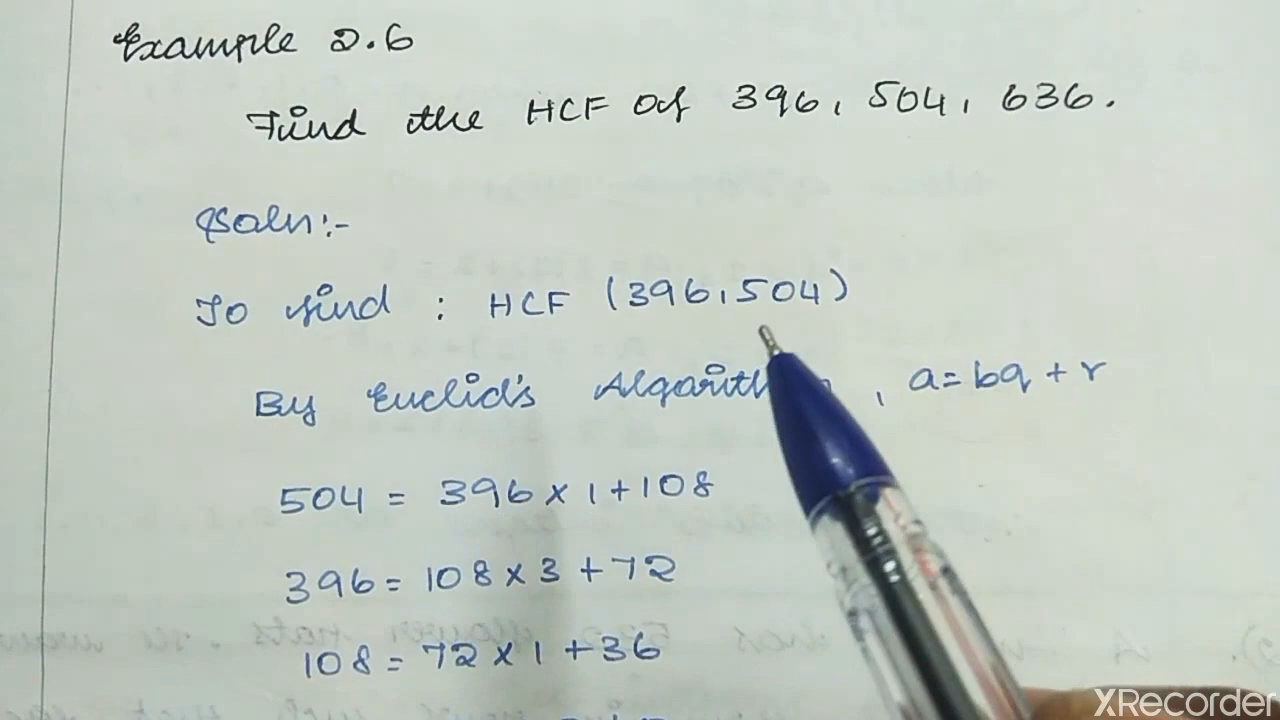 Example 2.6
Find the HCF of 396, 504, 636.
Soln:-
To find : HCF (396, 504)
By Euclid's , a = bq + r
504 = 396 × 1 + 108
396 = 108 × 3 + 72
108 = 72 × 1 + 36
XRecorder